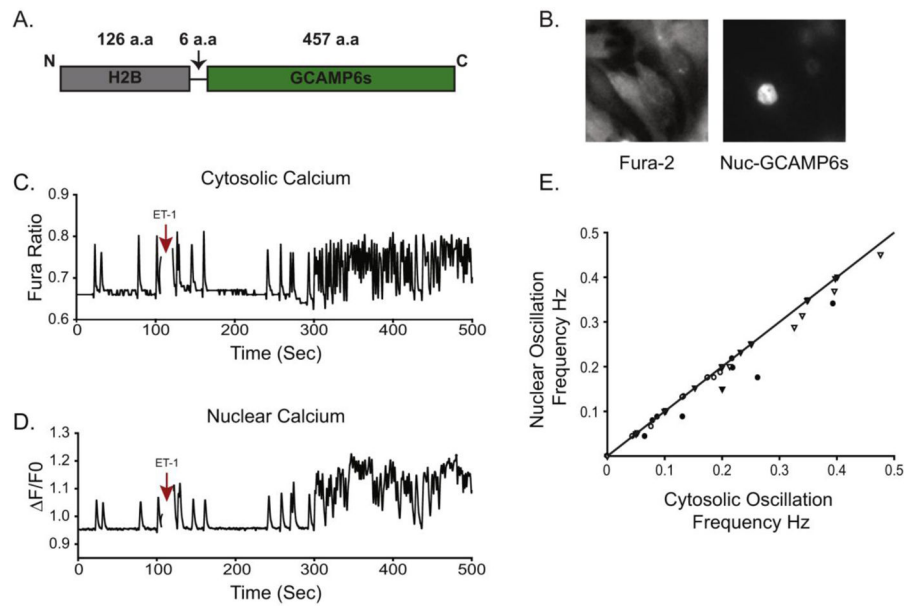 A.
126 a.a 6 a.a 457 a.a
N C
H2B GCAMP6s
B.
Fura-2 Nuc-GCAMP6s
C.
Cytosolic Calcium
0.9
0.8
0.7
0.6
Fura Ratio
ET-1
0 100 200 300 400 500
Time (Sec)
D.
Nuclear Calcium
1.3
1.2
1.1
1.0
0.9
ΔF/F0
ET-1
0 100 200 300 400 500
Time (Sec)
E.
0.5
0.4
0.3
0.2
0.1
Nuclear Oscillation
Frequency Hz
0 0.1 0.2 0.3 0.4 0.5
Cytosolic Oscillation
Frequency Hz